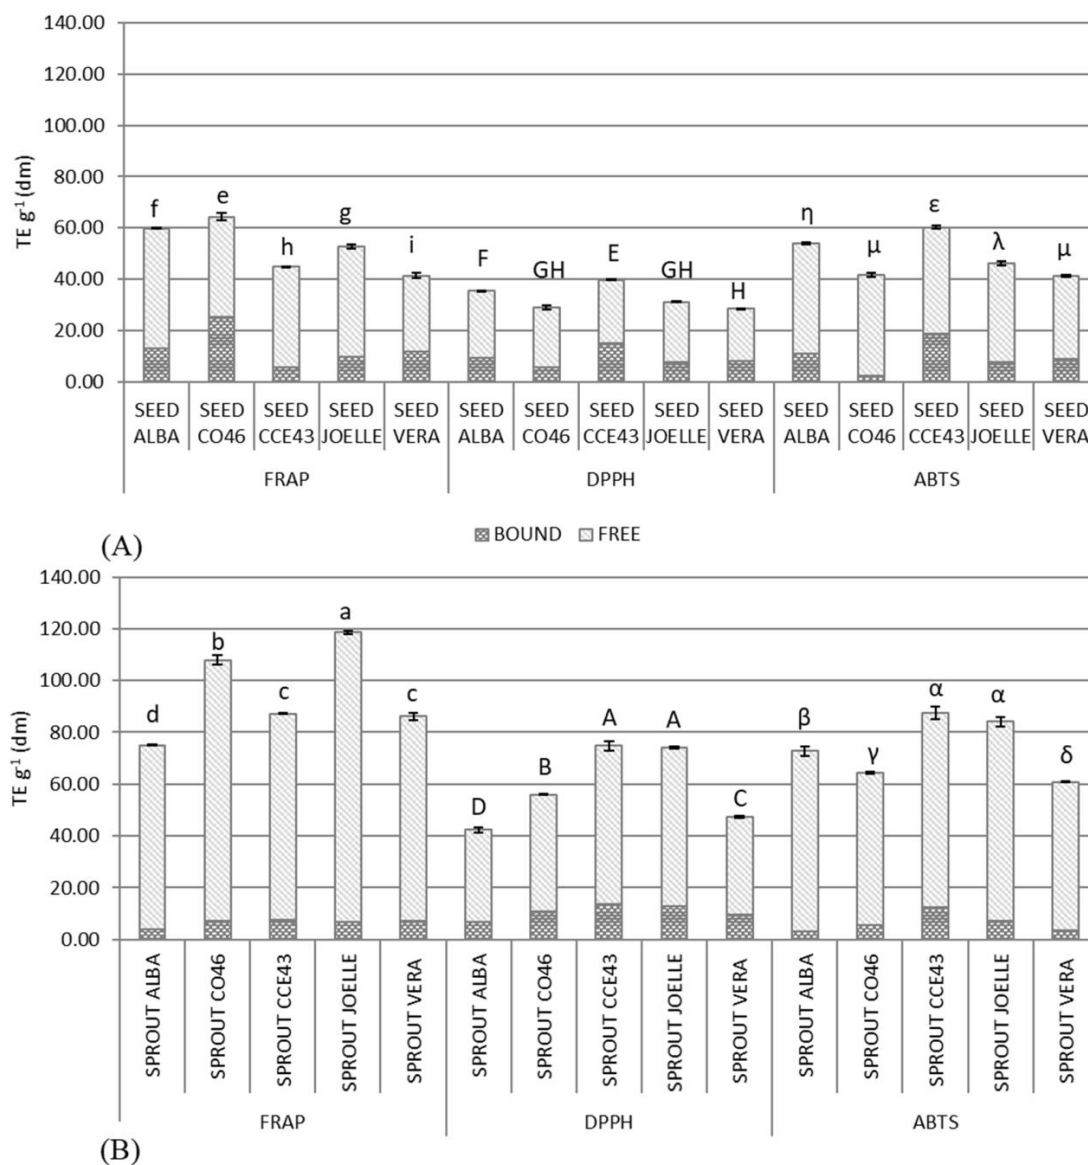 140.00
120.00
100.00
80.00
60.00
40.00
20.00
0.00
TE g⁻¹ (dm)
f e h g i F GH E GH H η μ ε λ μ
SEED ALBA
SEED CO46
SEED CCE43
SEED JOELLE
SEED VERA
SEED ALBA
SEED CO46
SEED CCE43
SEED JOELLE
SEED VERA
SEED ALBA
SEED CO46
SEED CCE43
SEED JOELLE
SEED VERA
FRAP DPPH ABTS
(A)
BOUND FREE
140.00
120.00
100.00
80.00
60.00
40.00
20.00
0.00
TE g⁻¹ (dm)
d b c a c D B A A C β γ α α δ
SPROUT ALBA
SPROUT CO46
SPROUT CCE43
SPROUT JOELLE
SPROUT VERA
SPROUT ALBA
SPROUT CO46
SPROUT CCE43
SPROUT JOELLE
SPROUT VERA
SPROUT ALBA
SPROUT CO46
SPROUT CCE43
SPROUT JOELLE
SPROUT VERA
FRAP DPPH ABTS
(B)